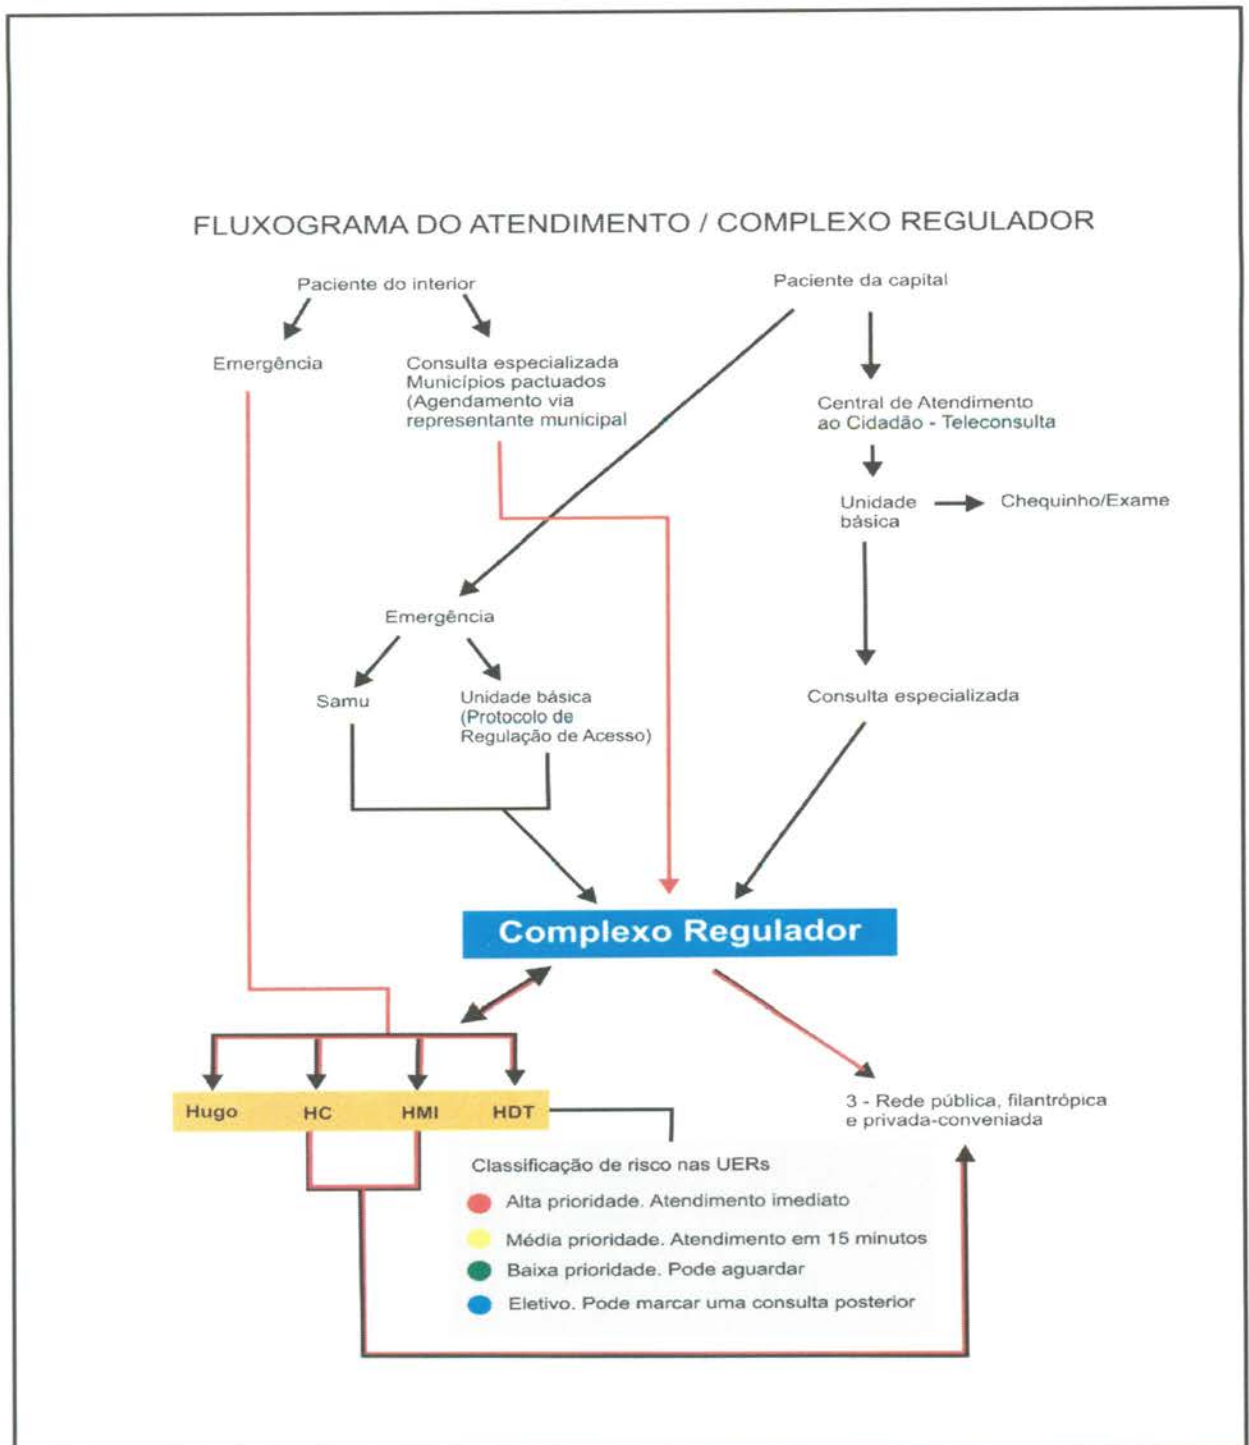 FLUXOGRAMA DO ATENDIMENTO / COMPLEXO REGULADOR
Paciente do interior
Paciente da capital
Emergência
Consulta especializada
Municípios pactuados
(Agendamento via
representante municipal
Central de Atendimento
ao Cidadão - Teleconsulta
Unidade
básica
Chequinho/Exame
Emergência
Samu
Unidade básica
(Protocolo de
Regulação de Acesso)
Consulta especializada
Complexo Regulador
Hugo HC HMI HDT
3 - Rede pública, filantrópica
e privada-conveniada
Classificação de risco nas UERs
Alta prioridade. Atendimento imediato
Média prioridade. Atendimento em 15 minutos
Baixa prioridade. Pode aguardar
Eletivo. Pode marcar uma consulta posterior